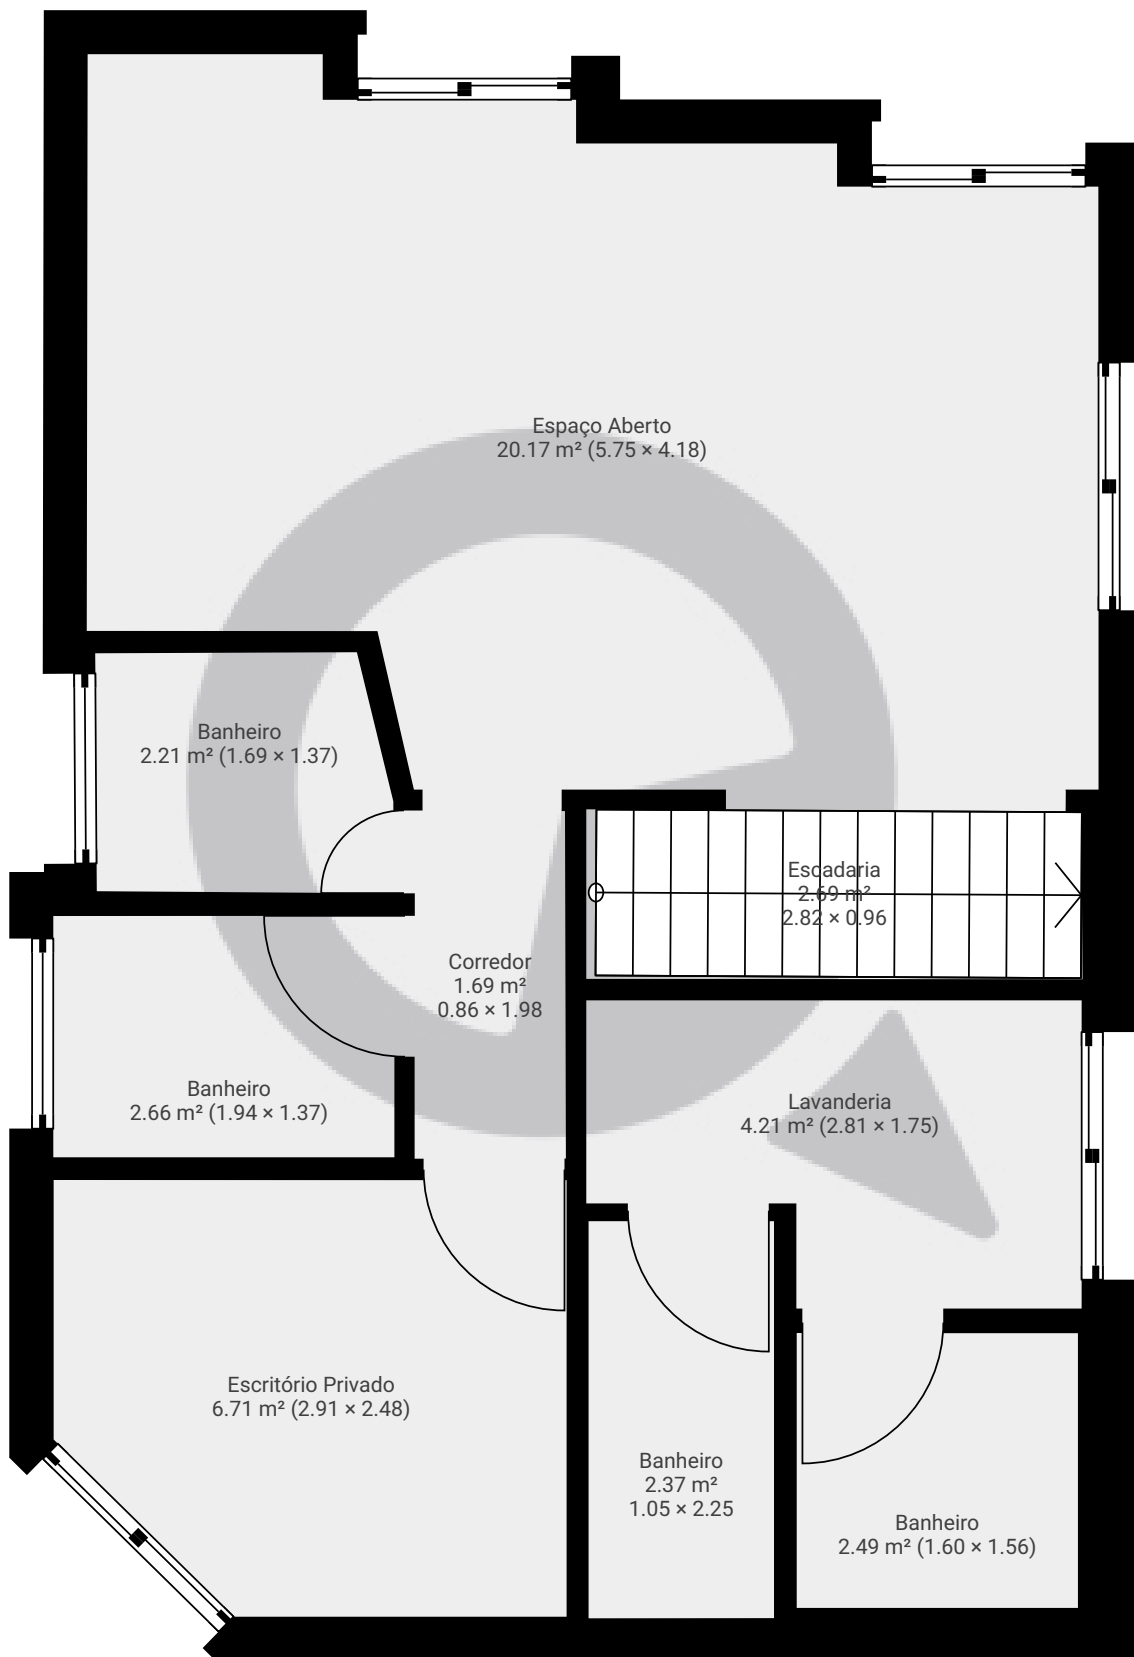 Espaço Aberto
20.17 m² (5.75 × 4.18)
Banheiro
2.21 m² (1.69 × 1.37)
Escadaria
2.69 m²
2.82 × 0.96
Corredor
1.69 m²
0.86 × 1.98
Banheiro
2.66 m² (1.94 × 1.37)
Lavanderia
4.21 m² (2.81 × 1.75)
Escritório Privado
6.71 m² (2.91 × 2.48)
Banheiro
2.37 m²
1.05 × 2.25
Banheiro
2.49 m² (1.60 × 1.56)